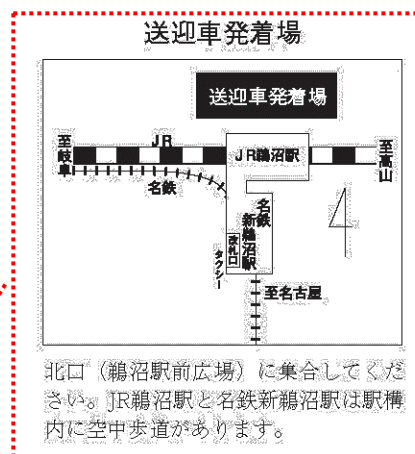 送迎車発着場
送迎車発着場
至岐阜
JR
JR鵜沼駅
至高山
名鉄
名鉄
新鵜沼駅
改札口
タクシー
至名古屋
北口（鵜沼駅前広場）に集合してくだ
さい。JR鵜沼駅と名鉄新鵜沼駅は駅構
内に空中歩道があります。